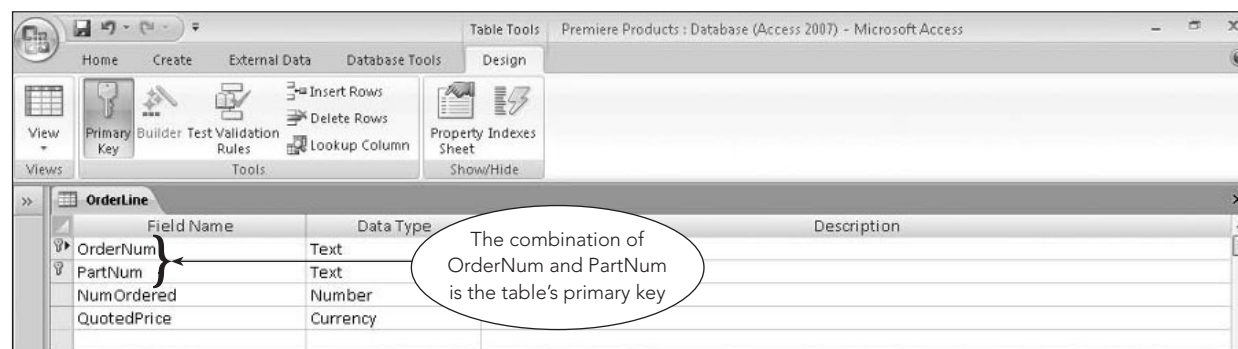 Table Tools Premiere Products : Database (Access 2007) - Microsoft Access
Home Create External Data Database Tools Design
View
Primary Key
Builder
Test Validation Rules
Insert Rows
Delete Rows
Lookup Column
Property Sheet
Indexes
Views Tools Show/Hide
OrderLine
Field Name Data Type Description
OrderNum Text
PartNum Text
NumOrdered Number
QuotedPrice Currency
The combination of
OrderNum and PartNum
is the table's primary key